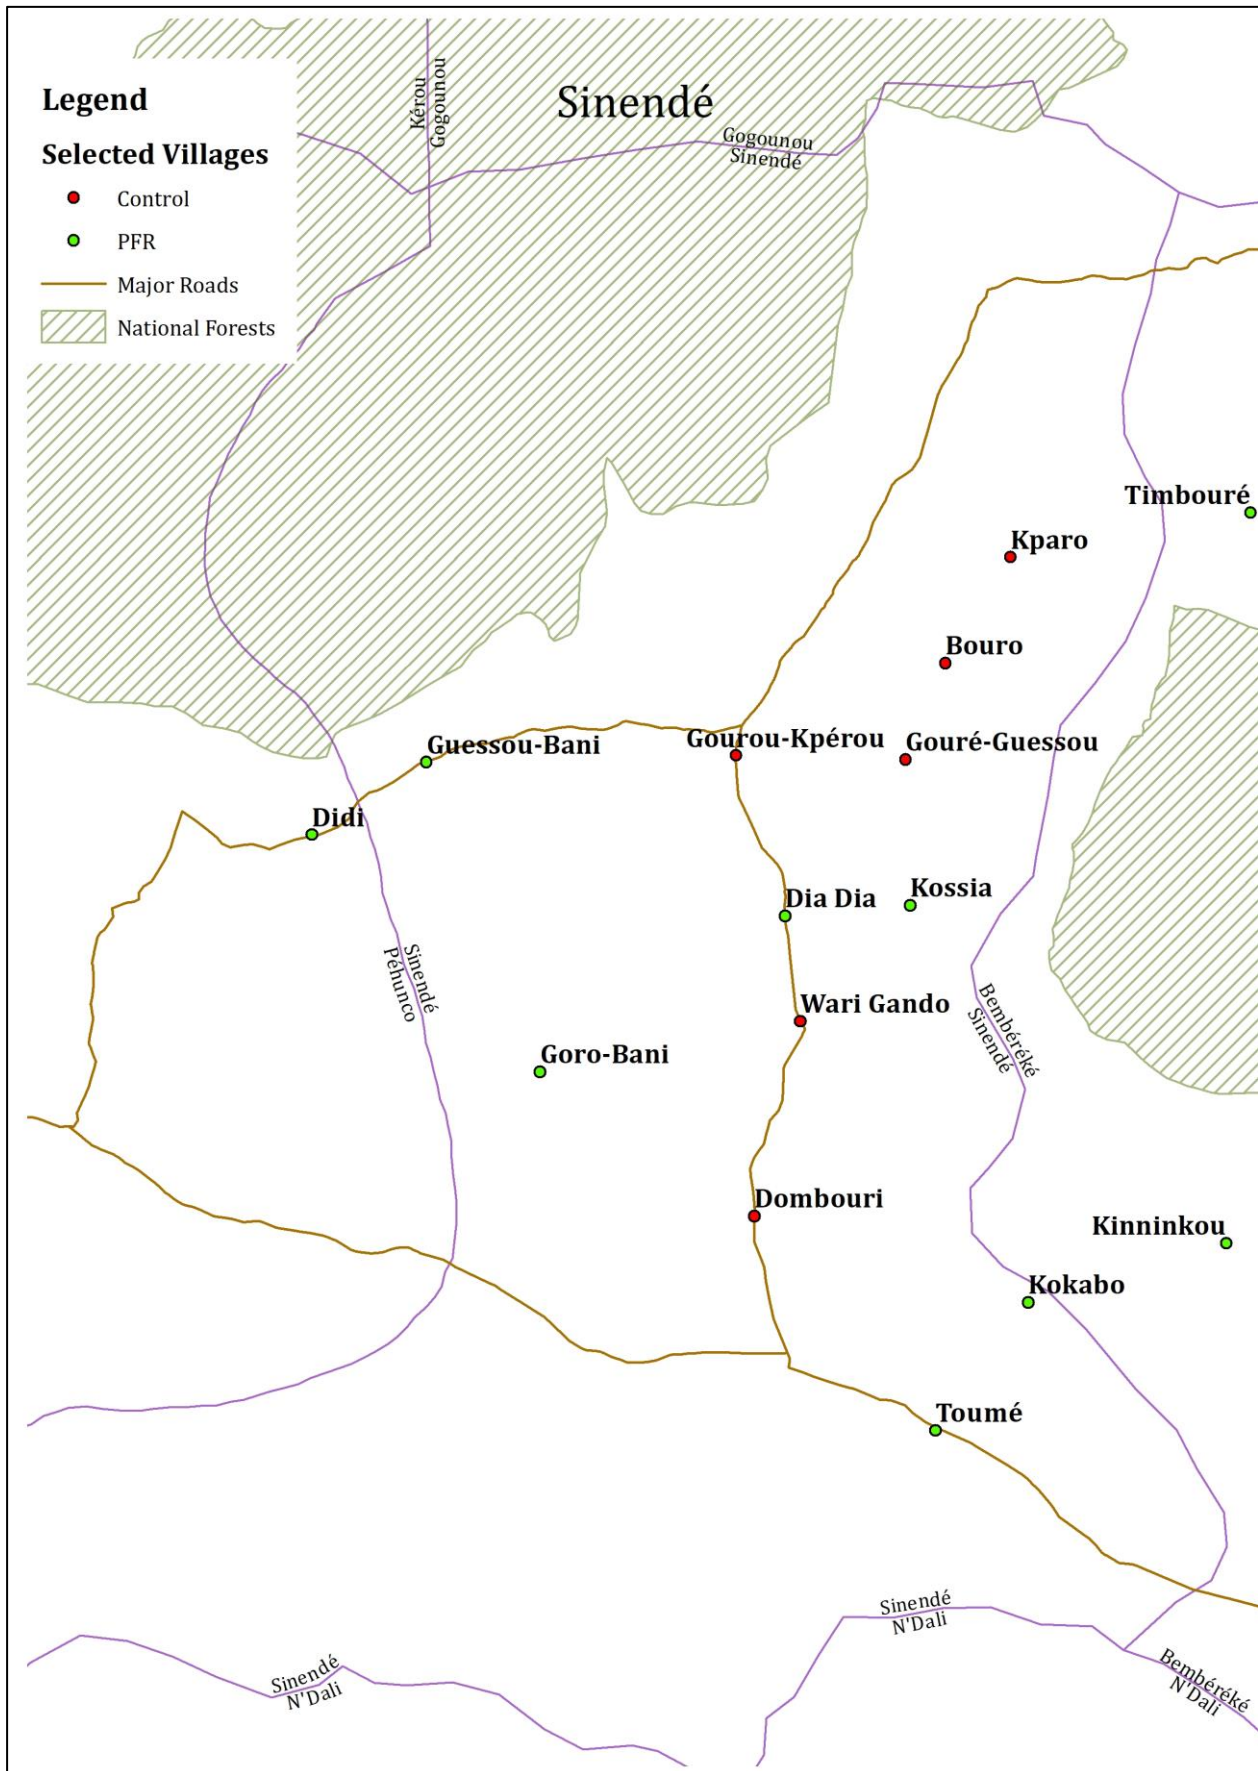 Legend
Selected Villages
Control
PFR
Major Roads
National Forests
Sinendé
Kérou
Gogounou
Gogounou
Sinendé
Timbouré
Kparo
Bouro
Guessou-Bani
Gourou-Kpérou
Gouré-Guessou
Didi
Dia Dia
Kossia
Sinendé
Péhunco
Wari Gando
Bembéréké
Sinendé
Goro-Bani
Dombouri
Kinninkou
Kokabo
Toumé
Sinendé
N'Dali
Sinendé
N'Dali
Bembéréké
N'Dali